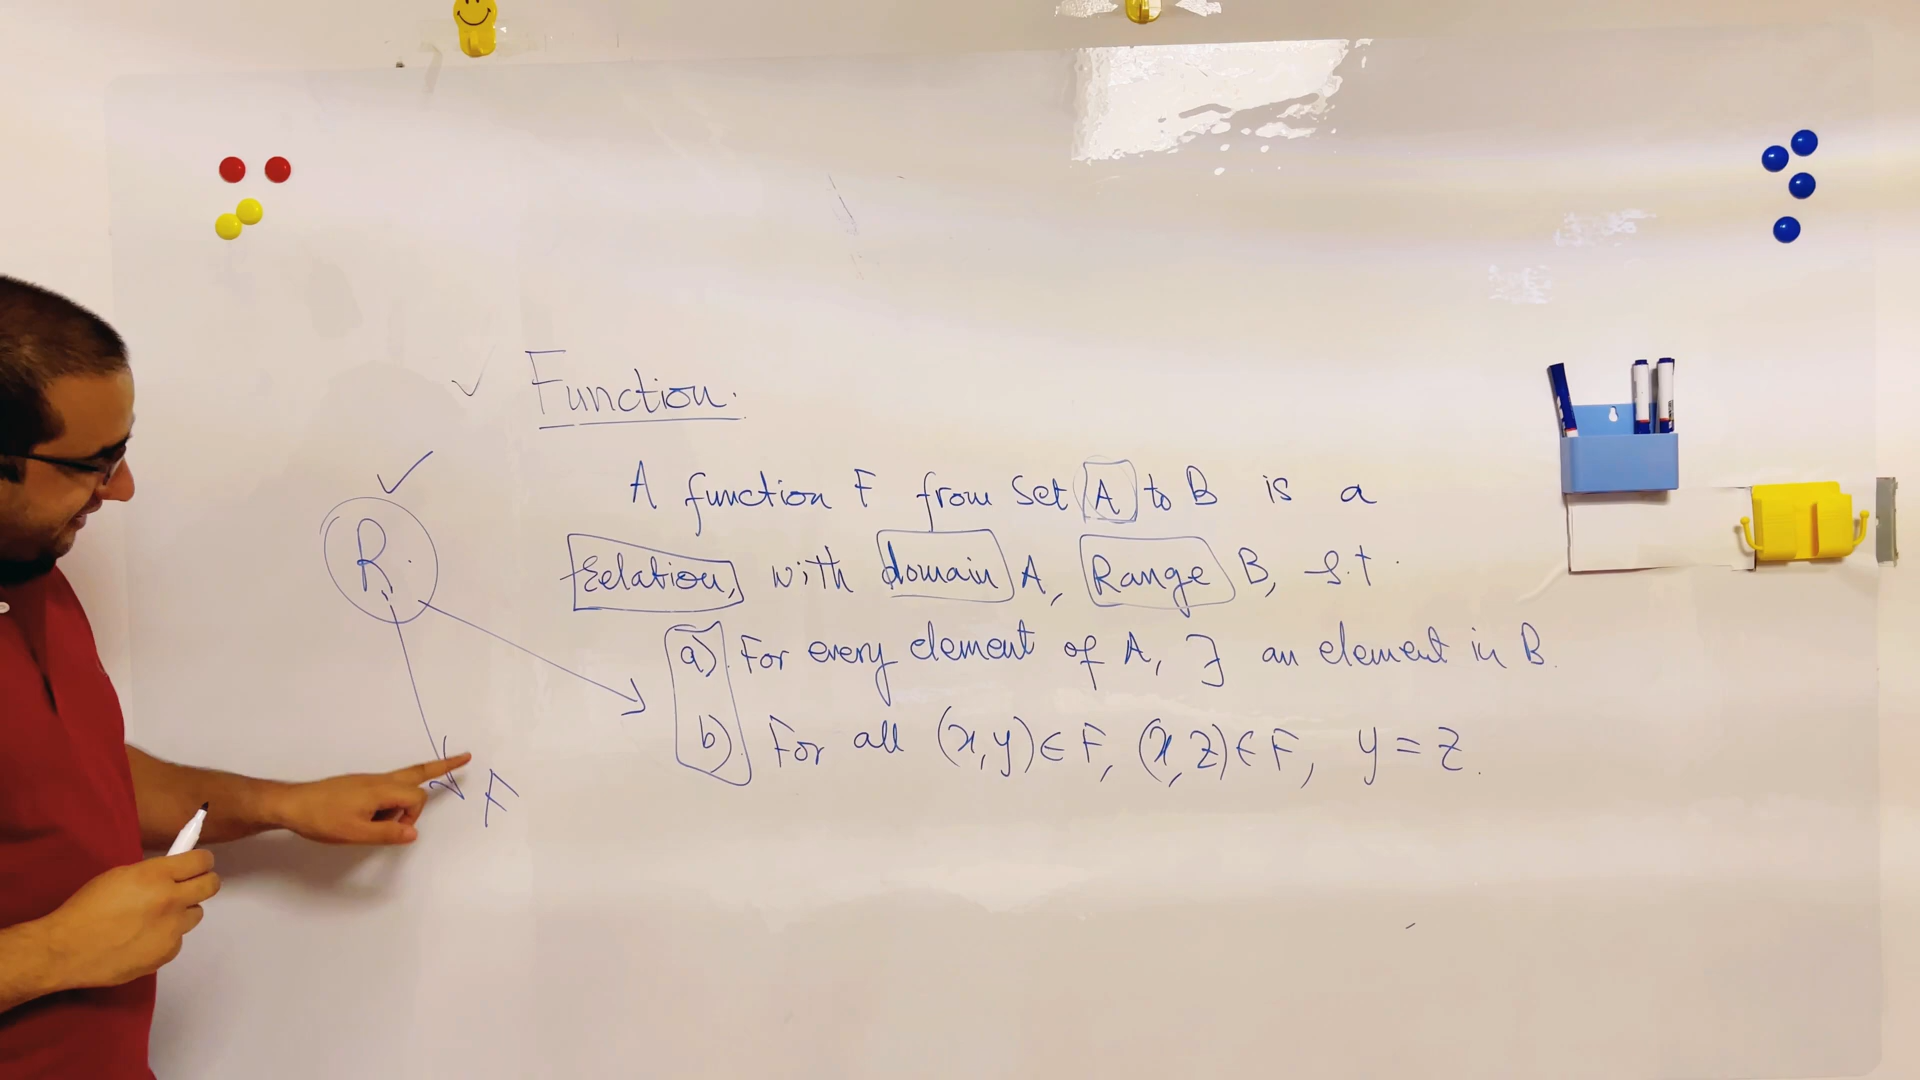 Function.
A function F from Set A to B is a
Relation, with domain A, Range B, s.t.
a) For every element of A, ∃ an element in B.
b) For all (x,y)∈F, (x,z)∈F, y = z.
R.
F